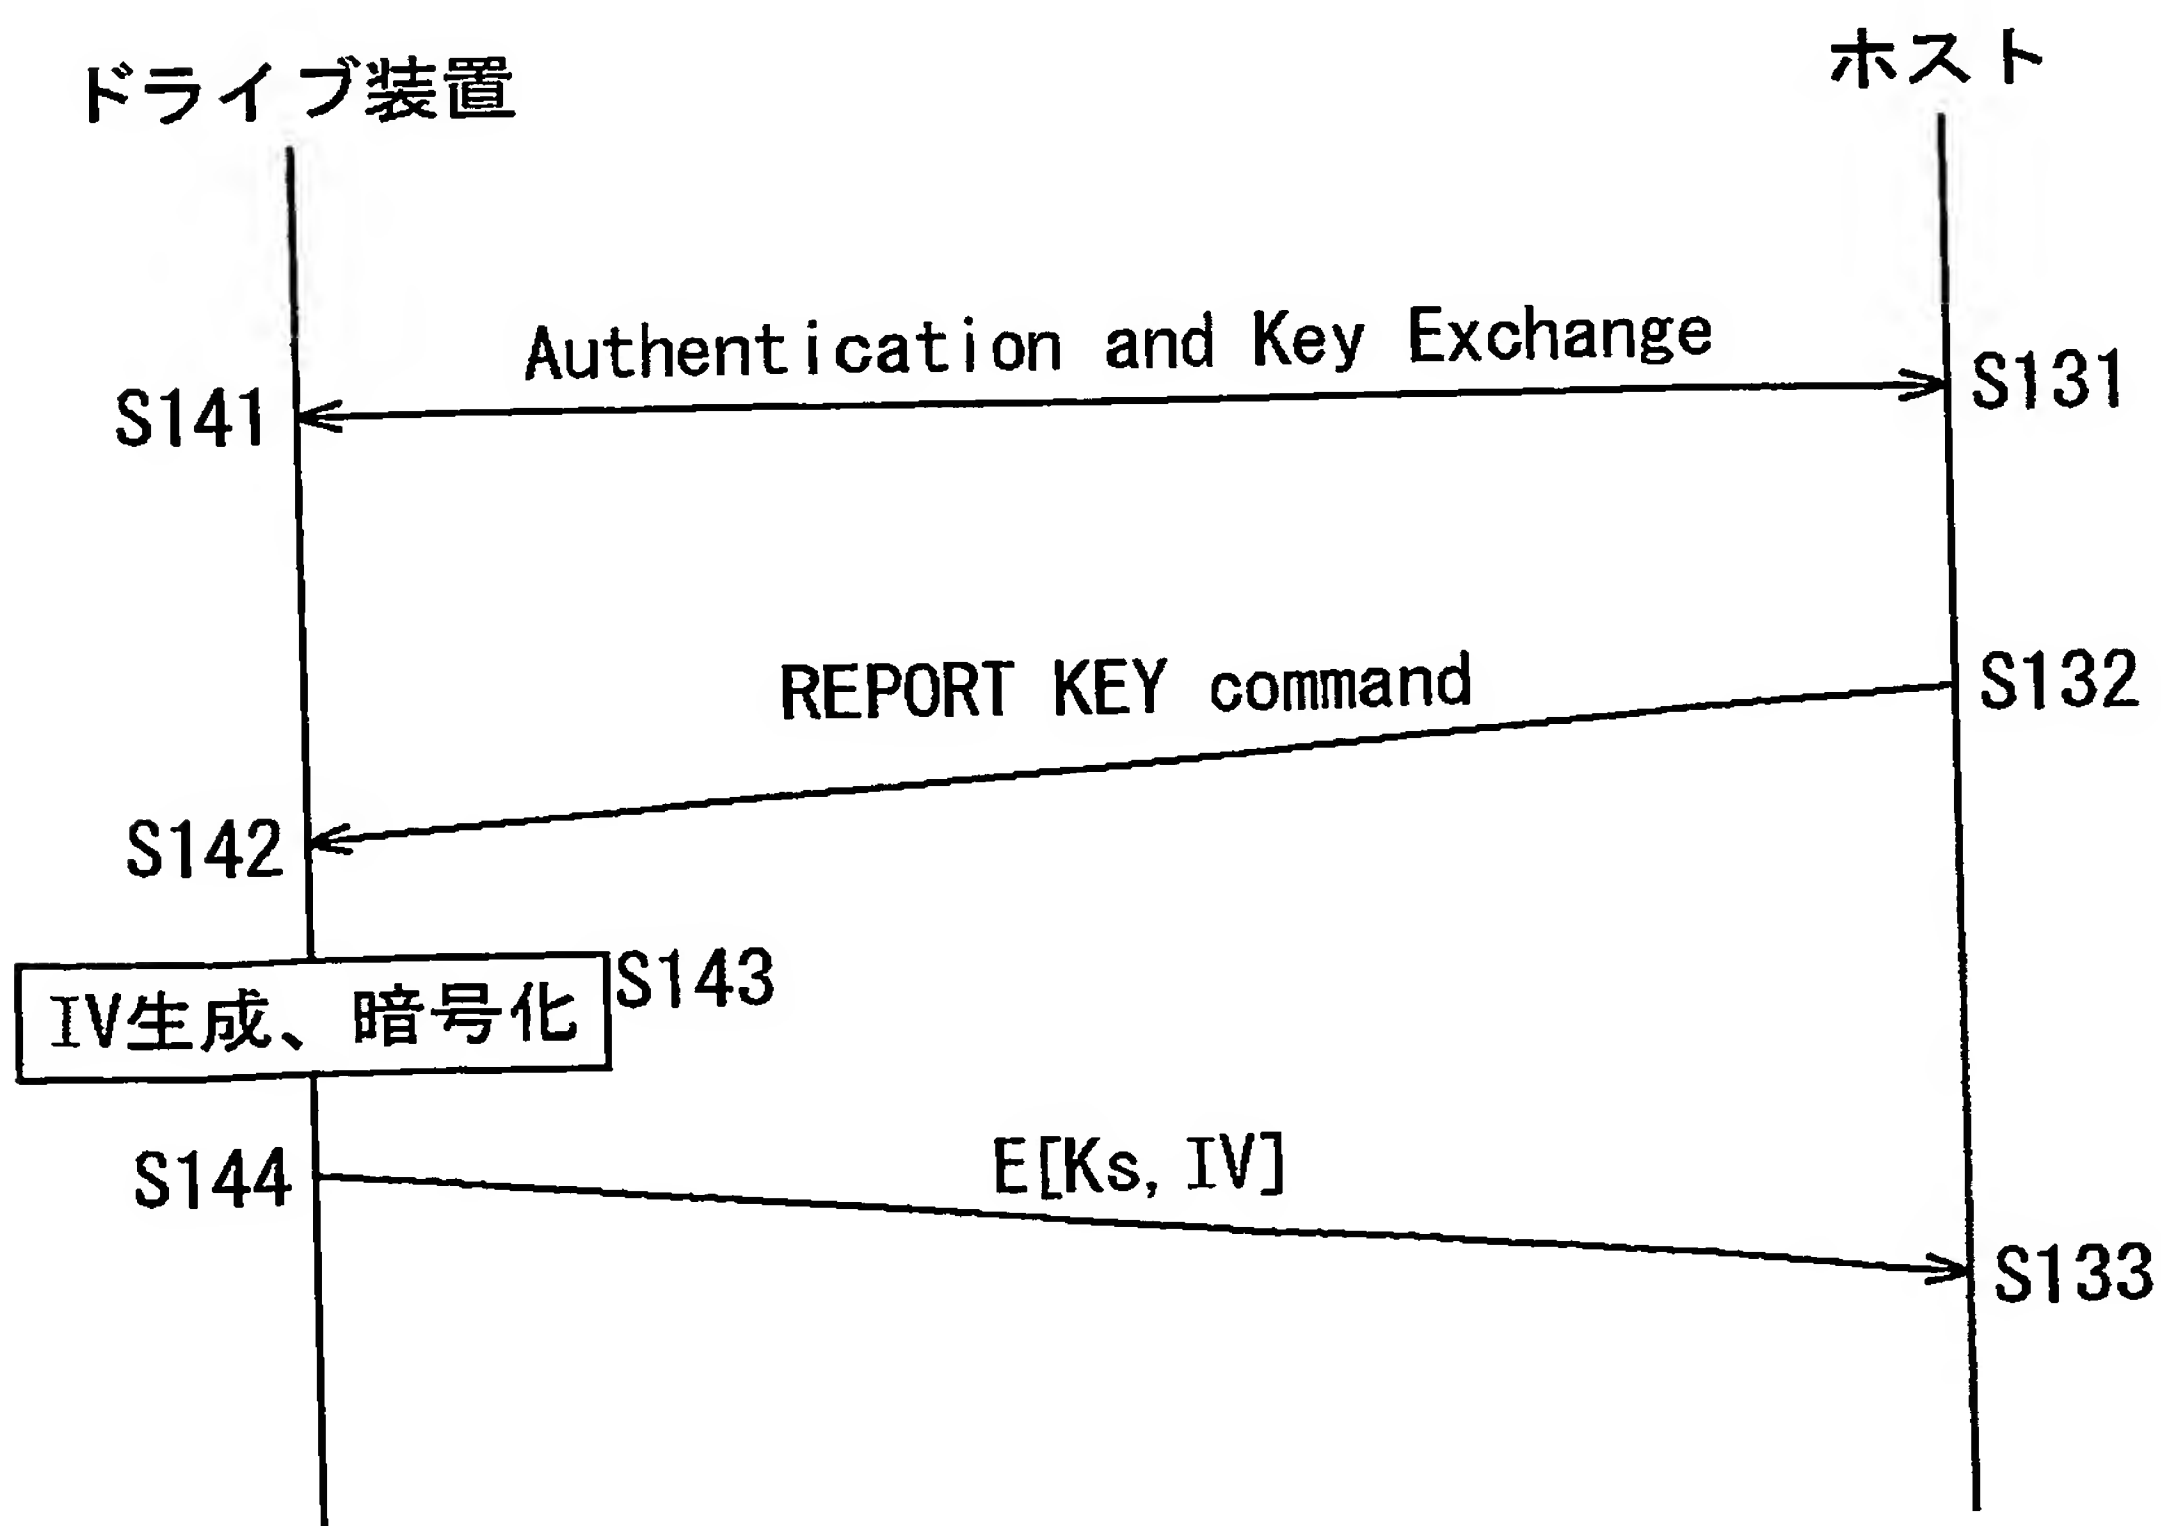 ドライブ装置
ホスト
Authentication and Key Exchange
S141
S131
REPORT KEY command
S132
S142
S143
IV生成、暗号化
E[Ks, IV]
S144
S133